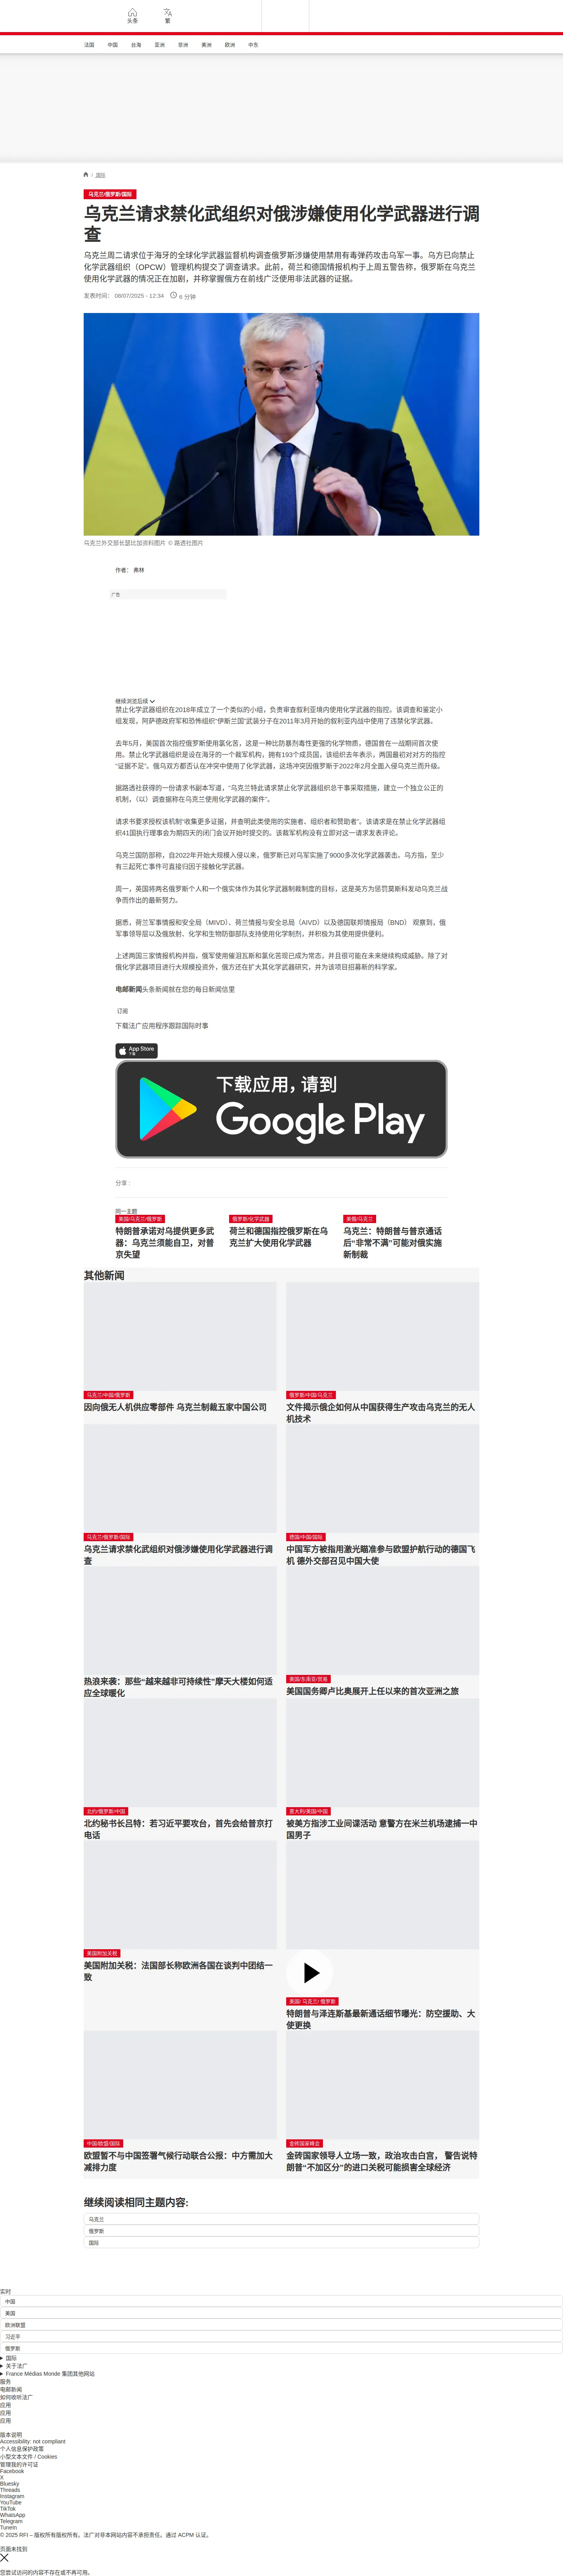 头条
繁
法国
中国
台海
亚洲
非洲
美洲
欧洲
中东
/ 国际
乌克兰/俄罗斯/国际
乌克兰请求禁化武组织对俄涉嫌使用化学武器进行调
查
乌克兰周二请求位于海牙的全球化学武器监督机构调查俄罗斯涉嫌使用禁用有毒弹药攻击乌军一事。乌方已向禁止
化学武器组织（OPCW）管理机构提交了调查请求。此前，荷兰和德国情报机构于上周五警告称，俄罗斯在乌克兰
使用化学武器的情况正在加剧，并称掌握俄方在前线广泛使用非法武器的证据。
发表时间： 08/07/2025 - 12:34 6 分钟
乌克兰外交部长瑟比加资料图片 © 路透社图片
作者： 弗林
广告
继续浏览后续
禁止化学武器组织在2018年成立了一个类似的小组，负责审查叙利亚境内使用化学武器的指控。该调查和鉴定小
组发现，阿萨德政府军和恐怖组织“伊斯兰国”武装分子在2011年3月开始的叙利亚内战中使用了违禁化学武器。
去年5月，美国首次指控俄罗斯使用氯化苦，这是一种比防暴剂毒性更强的化学物质，德国曾在一战期间首次使
用。禁止化学武器组织是设在海牙的一个裁军机构，拥有193个成员国，该组织去年表示，两国最初对对方的指控
“证据不足”。俄乌双方都否认在冲突中使用了化学武器，这场冲突因俄罗斯于2022年2月全面入侵乌克兰而升级。
据路透社获得的一份请求书副本写道，“乌克兰特此请求禁止化学武器组织总干事采取措施，建立一个独立公正的
机制，（以）调查据称在乌克兰使用化学武器的案件”。
请求书要求授权该机制“收集更多证据，并查明此类使用的实施者、组织者和赞助者”。该请求是在禁止化学武器组
织41国执行理事会为期四天的闭门会议开始时提交的。该裁军机构没有立即对这一请求发表评论。
乌克兰国防部称，自2022年开始大规模入侵以来，俄罗斯已对乌军实施了9000多次化学武器袭击。乌方指，至少
有三起死亡事件可直接归因于接触化学武器。
周一，英国将两名俄罗斯个人和一个俄实体作为其化学武器制裁制度的目标，这是英方为惩罚莫斯科发动乌克兰战
争而作出的最新努力。
据悉，荷兰军事情报和安全局（MIVD）、荷兰情报与安全总局（AIVD）以及德国联邦情报局（BND） 观察到，俄
军事领导层以及俄放射、化学和生物防御部队支持使用化学制剂，并积极为其使用提供便利。
上述两国三家情报机构并指，俄军使用催泪瓦斯和氯化苦现已成为常态，并且很可能在未来继续构成威胁。除了对
俄化学武器项目进行大规模投资外，俄方还在扩大其化学武器研究，并为该项目招募新的科学家。
电邮新闻头条新闻就在您的每日新闻信里
订阅
下载法广应用程序跟踪国际时事
App Store
下载
下载应用，请到
Google Play
分享 :
同一主题
美国/乌克兰/俄罗斯
特朗普承诺对乌提供更多武
器：乌克兰须能自卫，对普
京失望
俄罗斯/化学武器
荷兰和德国指控俄罗斯在乌
克兰扩大使用化学武器
美俄/乌克兰
乌克兰：特朗普与普京通话
后“非常不满”可能对俄实施
新制裁
其他新闻
乌克兰/中国/俄罗斯
因向俄无人机供应零部件 乌克兰制裁五家中国公司
俄罗斯/中国/乌克兰
文件揭示俄企如何从中国获得生产攻击乌克兰的无人
机技术
乌克兰/俄罗斯/国际
乌克兰请求禁化武组织对俄涉嫌使用化学武器进行调
查
德国/中国/国际
中国军方被指用激光瞄准参与欧盟护航行动的德国飞
机 德外交部召见中国大使
热浪来袭：那些“越来越非可持续性”摩天大楼如何适
应全球暖化
美国/东南亚/贸易
美国国务卿卢比奥展开上任以来的首次亚洲之旅
北约/俄罗斯/中国
北约秘书长吕特：若习近平要攻台，首先会给普京打
电话
意大利/美国/中国
被美方指涉工业间谍活动 意警方在米兰机场逮捕一中
国男子
美国附加关税
美国附加关税：法国部长称欧洲各国在谈判中团结一
致
美国/ 乌克兰/ 俄罗斯
特朗普与泽连斯基最新通话细节曝光：防空援助、大
使更换
中国/欧盟/国际
欧盟暂不与中国签署气候行动联合公报：中方需加大
减排力度
金砖国家峰会
金砖国家领导人立场一致，政治攻击白宫， 警告说特
朗普“不加区分”的进口关税可能损害全球经济
继续阅读相同主题内容:
乌克兰
俄罗斯
国际
实时
中国
美国
欧洲联盟
习近平
俄罗斯
国际
关于法广
France Médias Monde 集团其他网站
服务
电邮新闻
如何收听法广
应用
应用
应用
版本说明
Accessibility: not compliant
个人信息保护政策
小型文本文件 / Cookies
管理我的许可证
Facebook
X
Bluesky
Threads
Instagram
YouTube
TikTok
WhatsApp
Telegram
TuneIn
© 2025 RFI – 版权所有版权所有。法广对非本网站内容不承担责任。通过 ACPM 认证。
页面未找到
您尝试访问的内容不存在或不再可用。